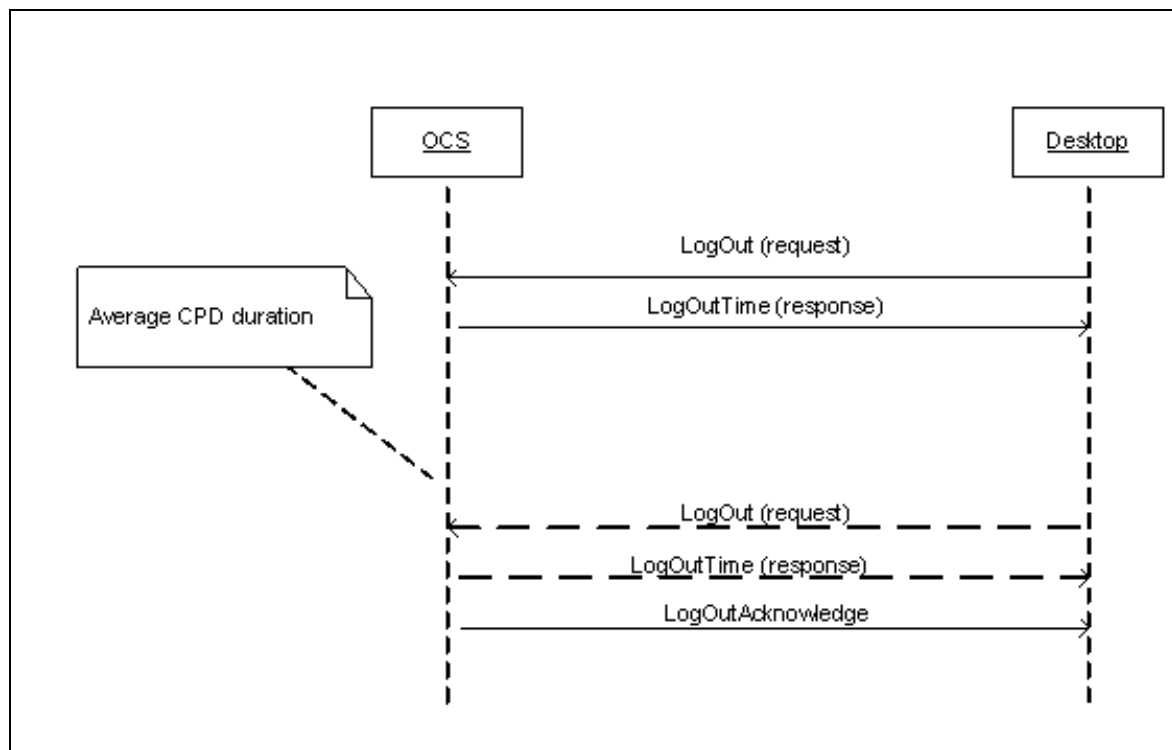 OCS
Desktop
LogOut (request)
Average CPD duration
LogOutTime (response)
LogOut (request)
LogOutTime (response)
LogOutAcknowledge